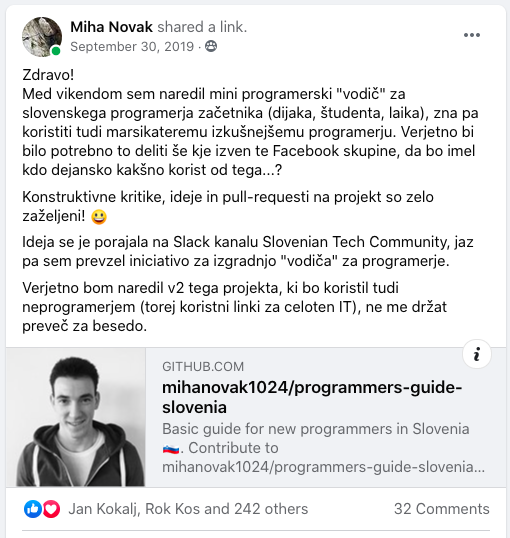 Miha Novak shared a link.
September 30, 2019 ·
Zdravo!
Med vikendom sem naredil mini programerski "vodič" za
slovenskega programerja začetnika (dijaka, študenta, laika), zna pa
koristiti tudi marsikateremu izkušnejšemu programerju. Verjetno bi
bilo potrebno to deliti še kje izven te Facebook skupine, da bo imel
kdo dejansko kakšno korist od tega...?
Konstruktivne kritike, ideje in pull-requesti na projekt so zelo
zaželjeni! 😃
Ideja se je porajala na Slack kanalu Slovenian Tech Community, jaz
pa sem prevzel iniciativo za izgradnjo "vodiča" za programerje.
Verjetno bom naredil v2 tega projekta, ki bo koristil tudi
neprogramerjem (torej koristni linki za celoten IT), ne me držat
preveč za besedo.
GITHUB.COM
mihanovak1024/programmers-guide-
slovenia
Basic guide for new programmers in Slovenia
🇸🇮. Contribute to
mihanovak1024/programmers-guide-slovenia...
Jan Kokalj, Rok Kos and 242 others
32 Comments